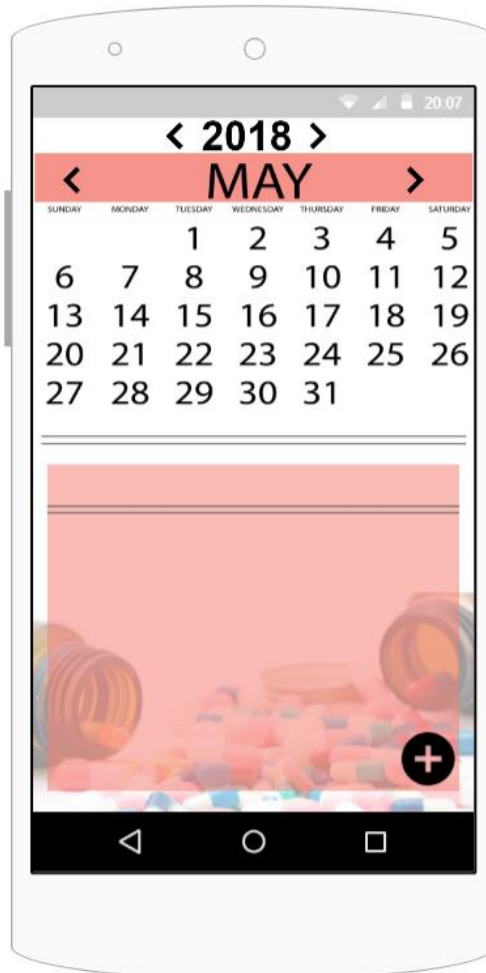 20:07
< 2018 >
< MAY >
SUNDAY MONDAY TUESDAY WEDNESDAY THURSDAY FRIDAY SATURDAY
1 2 3 4 5
6 7 8 9 10 11 12
13 14 15 16 17 18 19
20 21 22 23 24 25 26
27 28 29 30 31
+